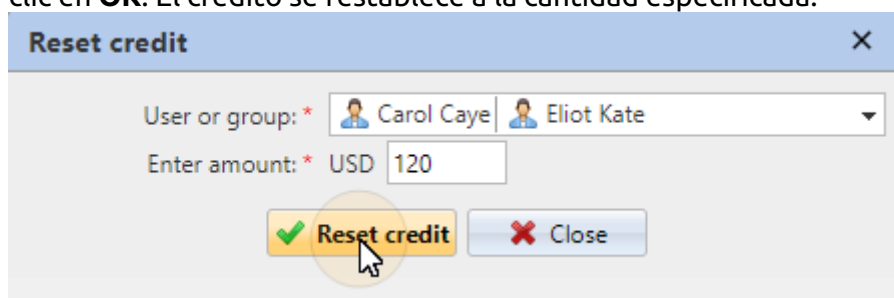 clic en OK. El crédito se restablece a la cantidad especificada.
Reset credit
User or group: * Carol Caye Eliot Kate
Enter amount: * USD 120
Reset credit Close